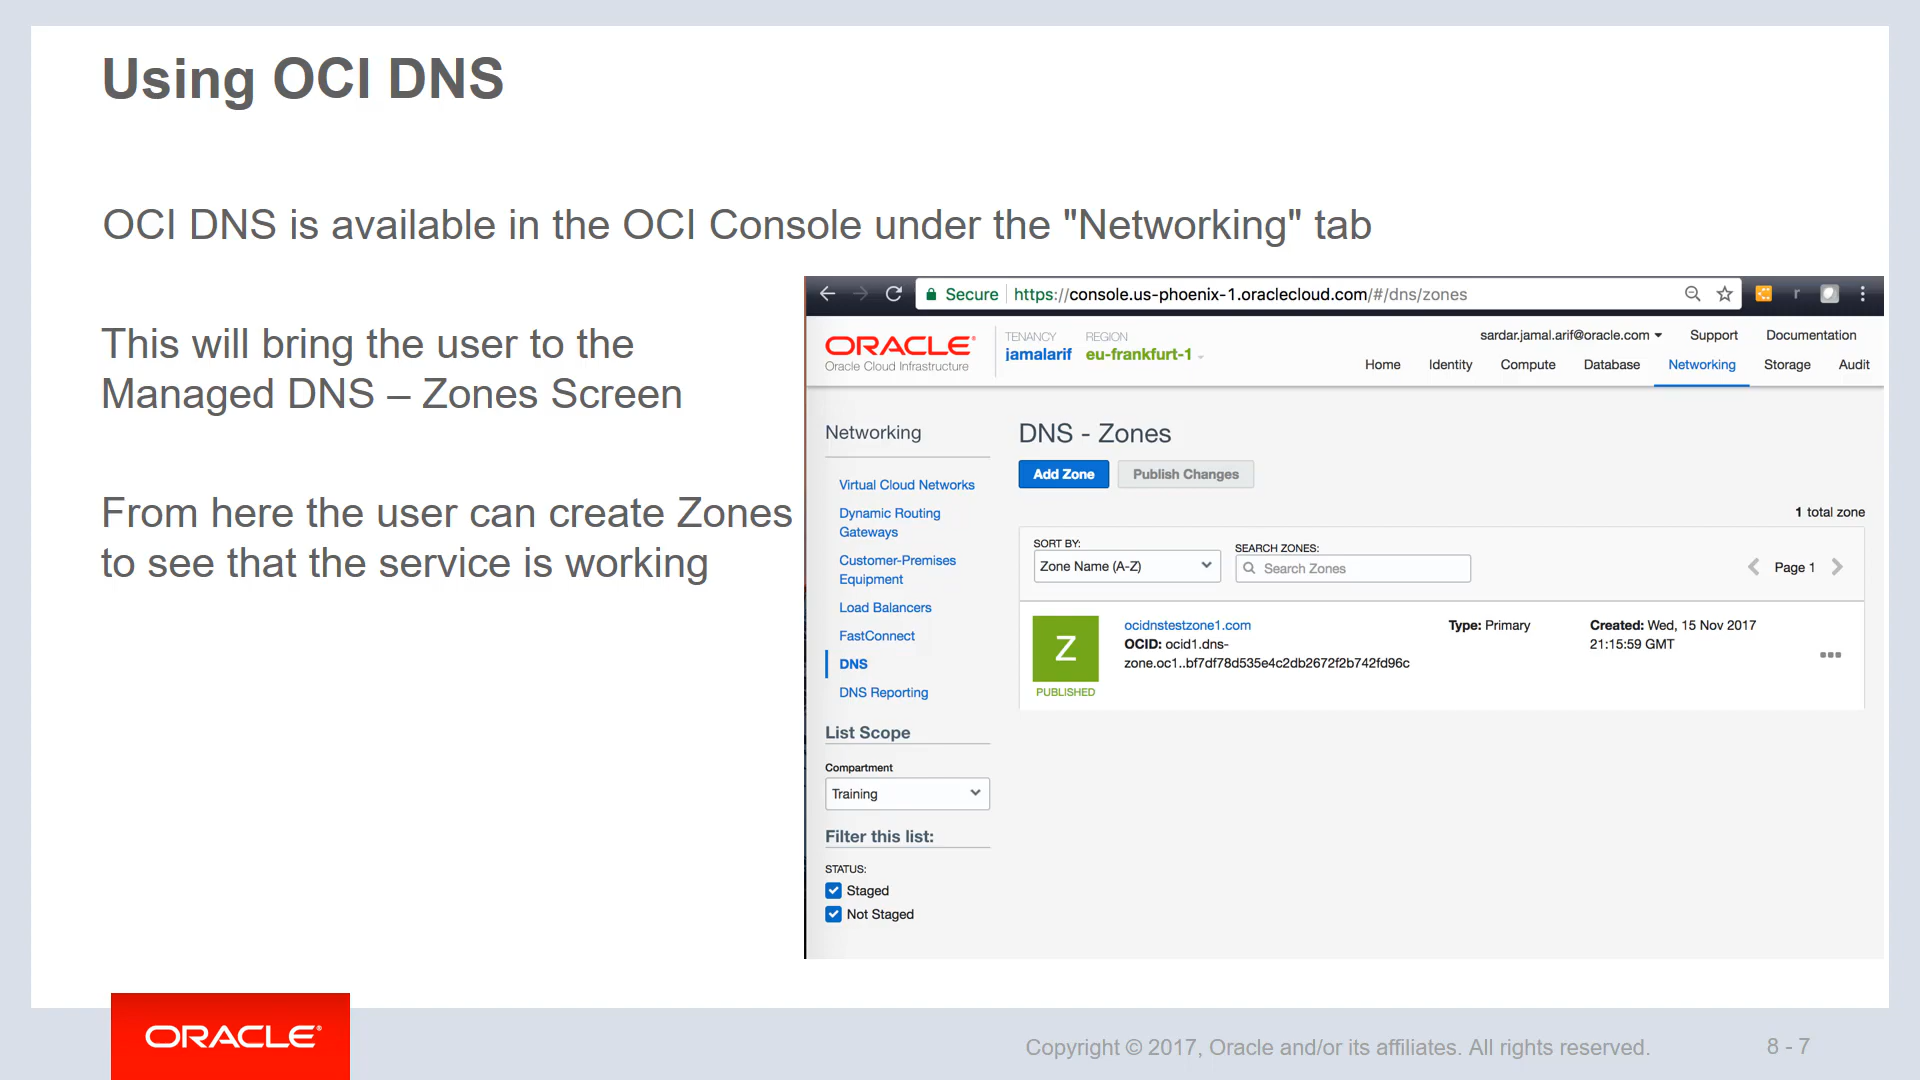 Using OCI DNS
OCI DNS is available in the OCI Console under the "Networking" tab
This will bring the user to the
Managed DNS – Zones Screen
From here the user can create Zones
to see that the service is working
Secure https://console.us-phoenix-1.oraclecloud.com/#/dns/zones
r
ORACLE®
Oracle Cloud Infrastructure
TENANCY
jamalarif
REGION
eu-frankfurt-1
sardar.jamal.arif@oracle.com Support Documentation
Home Identity Compute Database Networking Storage Audit
Networking
Virtual Cloud Networks
Dynamic Routing
Gateways
Customer-Premises
Equipment
Load Balancers
FastConnect
DNS
DNS Reporting
List Scope
Compartment
Training
Filter this list:
STATUS:
Staged
Not Staged
DNS - Zones
Add Zone Publish Changes
1 total zone
SORT BY:
Zone Name (A-Z)
SEARCH ZONES:
Search Zones
Page 1
Z
PUBLISHED
ocidnstestzone1.com
OCID: ocid1.dns-
zone.oc1..bf7df78d535e4c2db2672f2b742fd96c
Type: Primary
Created: Wed, 15 Nov 2017
21:15:59 GMT
ORACLE®
Copyright © 2017, Oracle and/or its affiliates. All rights reserved.
8 - 7